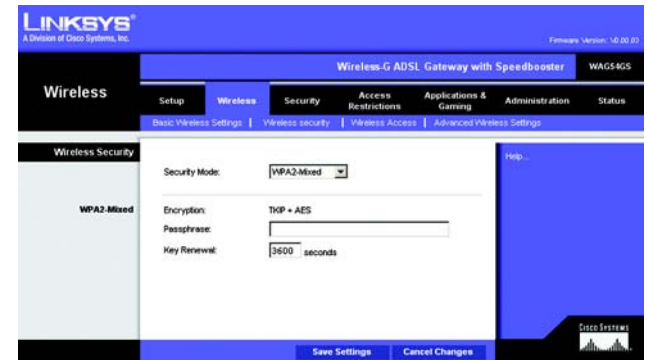 LINKSYS®
A Division of Cisco Systems, Inc.
Firmware Version: V0.00.03
Wireless-G ADSL Gateway with Speedbooster WAG54GS
Wireless
Setup Wireless Security Access Restrictions Applications & Gaming Administration Status
Basic Wireless Settings | Wireless security | Wireless Access | Advanced Wireless Settings
Wireless Security
Help...
Security Mode: WPA2-Mixed
WPA2-Mixed
Encryption: TKIP + AES
Passphrase:
Key Renewal: 3600 seconds
CISCO SYSTEMS
Save Settings Cancel Changes